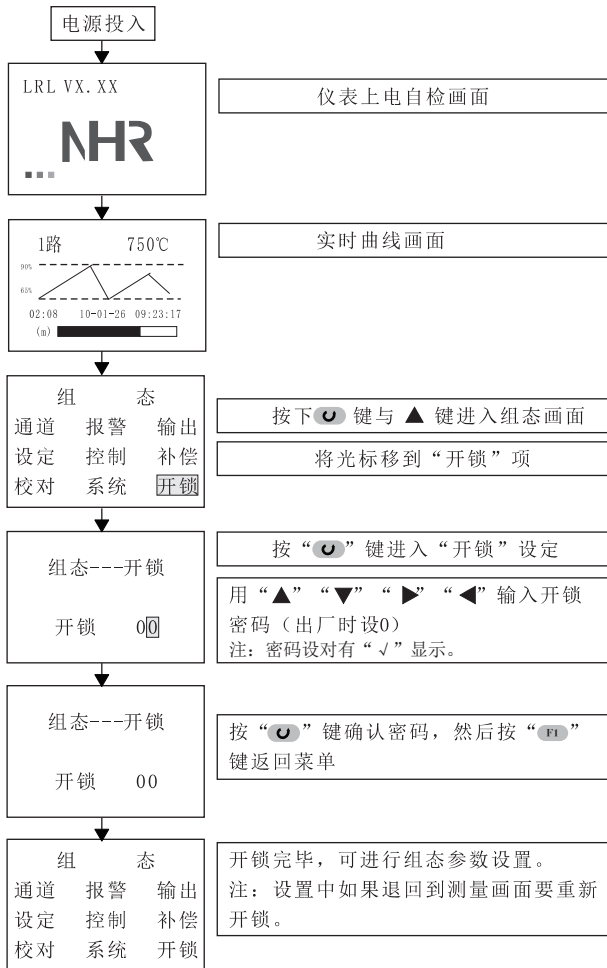 电源投入
LRL VX.XX
NHR
仪表上电自检画面
1路 750℃
90%
65%
02:08 10-01-26 09:23:17
(m)
实时曲线画面
组 态
通道 报警 输出
设定 控制 补偿
校对 系统 开锁
按下 键与 ▲ 键进入组态画面
将光标移到“开锁”项
组态---开锁
开锁 00
按“ ”键进入“开锁”设定
用“▲”“▼”“▶”“◀”输入开锁
密码（出厂时设0）
注：密码设对有“√”显示。
组态---开锁
开锁 00
按“ ”键确认密码，然后按“F1”
键返回菜单
组 态
通道 报警 输出
设定 控制 补偿
校对 系统 开锁
开锁完毕，可进行组态参数设置。
注：设置中如果退回到测量画面要重新
开锁。